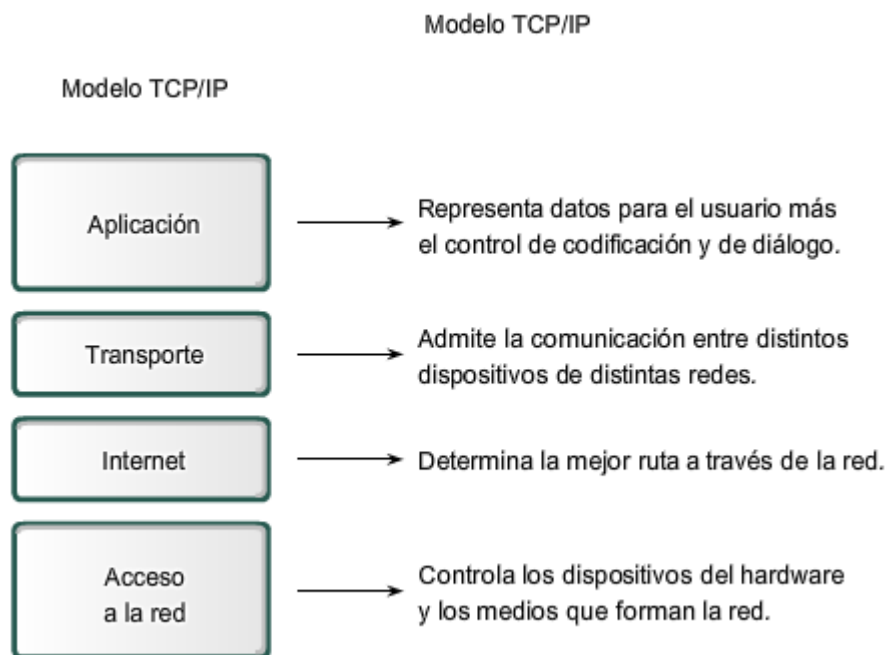 Modelo TCP/IP
Modelo TCP/IP
Aplicación
Representa datos para el usuario más
el control de codificación y de diálogo.
Transporte
Admite la comunicación entre distintos
dispositivos de distintas redes.
Internet
Determina la mejor ruta a través de la red.
Acceso
a la red
Controla los dispositivos del hardware
y los medios que forman la red.